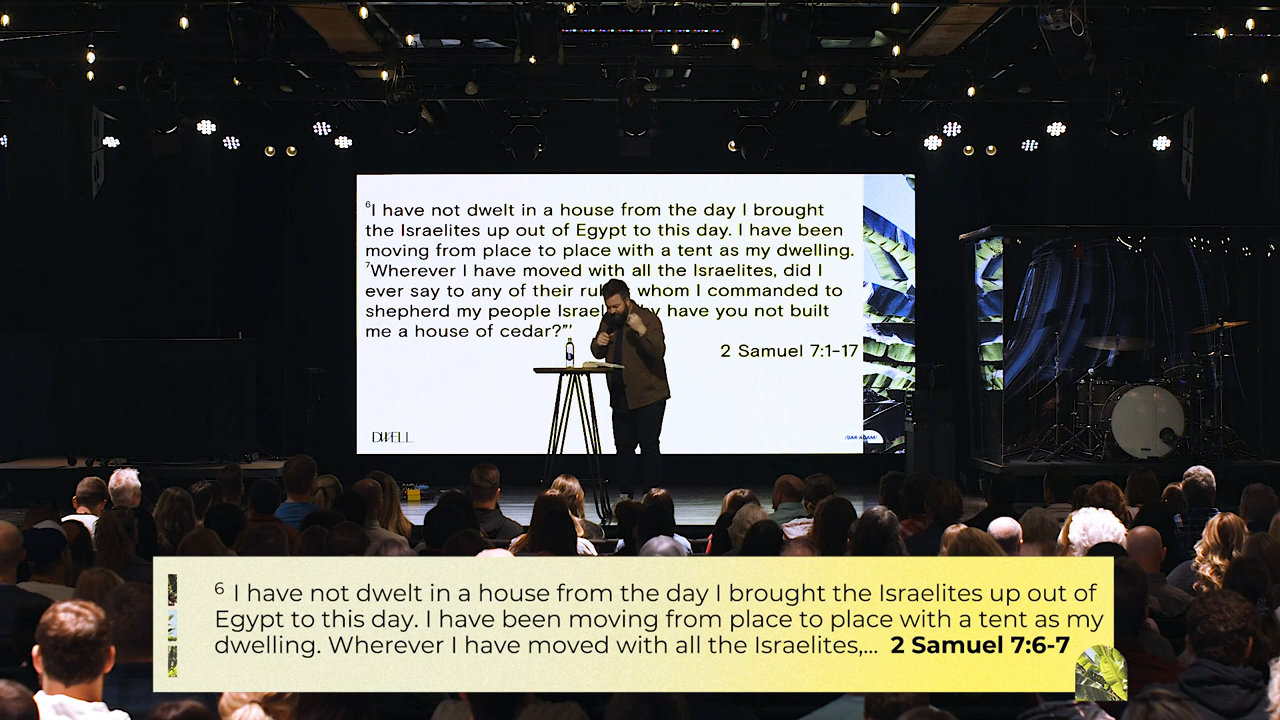 ⁶I have not dwelt in a house from the day I brought
the Israelites up out of Egypt to this day. I have been
moving from place to place with a tent as my dwelling.
⁷Wherever I have moved with all the Israelites, did I
ever say to any of their whom I commanded to
shepherd my people have you not built
me a house of cedar?”’
2 Samuel 7:1–17
DWELL
⁶ I have not dwelt in a house from the day I brought the Israelites up out of
Egypt to this day. I have been moving from place to place with a tent as my
dwelling. Wherever I have moved with all the Israelites,... 2 Samuel 7:6-7